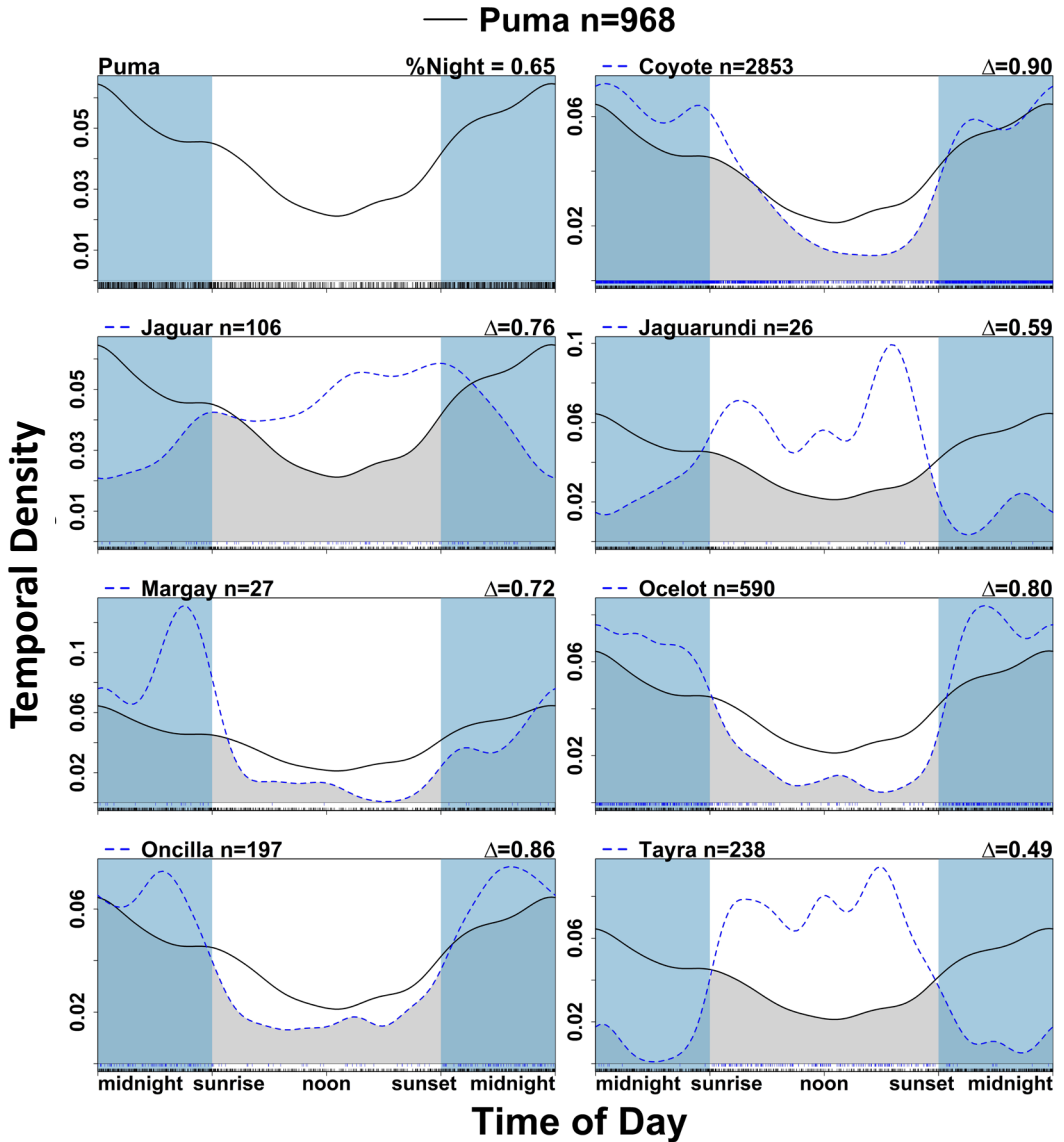 Puma n=968
Puma %Night = 0.65
0.01 0.03 0.05
Coyote n=2853 Δ=0.90
0.02 0.06
Jaguar n=106 Δ=0.76
0.01 0.03 0.05
Jaguarundi n=26 Δ=0.59
0.02 0.06 0.1
Margay n=27 Δ=0.72
0.02 0.06 0.1
Ocelot n=590 Δ=0.80
0.02 0.06
Oncilla n=197 Δ=0.86
0.02 0.06
Tayra n=238 Δ=0.49
0.02 0.06
Temporal Density
midnight sunrise noon sunset midnight
midnight sunrise noon sunset midnight
Time of Day